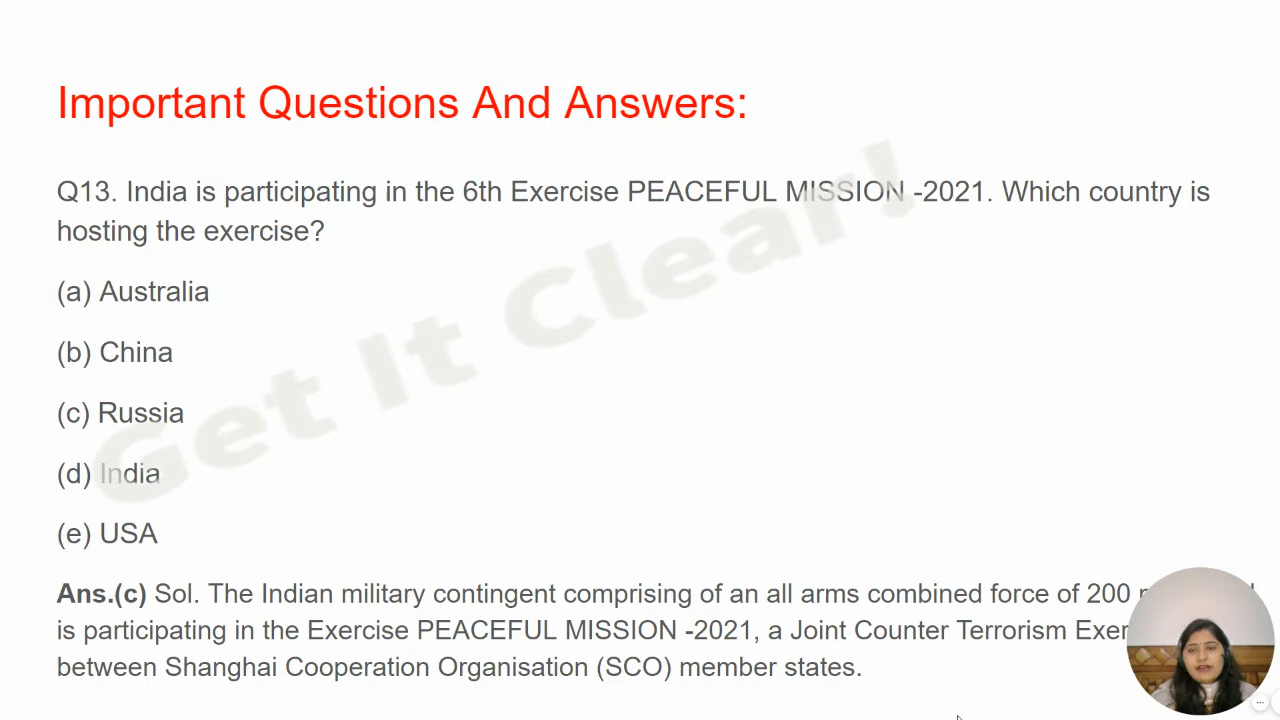 Important Questions And Answers:
Q13. India is participating in the 6th Exercise PEACEFUL MISSION -2021. Which country is
hosting the exercise?
(a) Australia
(b) China
(c) Russia
(d) India
(e) USA
Ans.(c) Sol. The Indian military contingent comprising of an all arms combined force of 200
is participating in the Exercise PEACEFUL MISSION -2021, a Joint Counter Terrorism
between Shanghai Cooperation Organisation (SCO) member states.
Get It Clear!